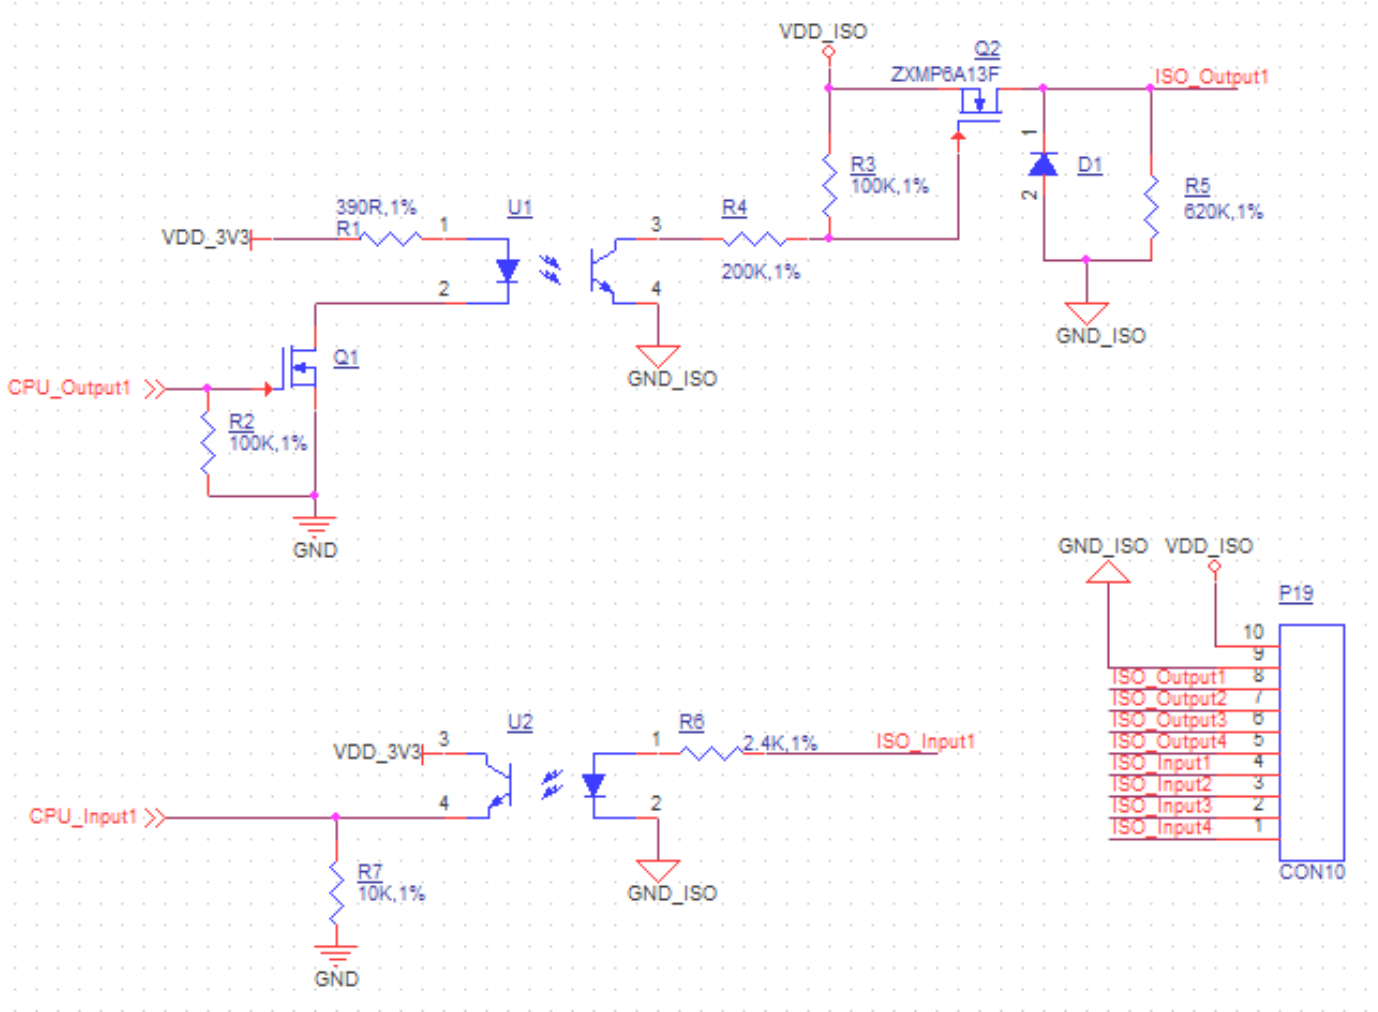 VDD_ISO
Q2
ZXMP6A13F
ISO_Output1
1
D1
2
R3
100K,1%
R5
620K,1%
390R,1%
R1
VDD_3V3
1
U1
3
R4
200K,1%
2
4
GND_ISO
GND_ISO
Q1
CPU_Output1
R2
100K,1%
GND
GND_ISO
VDD_ISO
P19
10
9
ISO_Output1 8
ISO_Output2 7
ISO_Output3 6
ISO_Output4 5
ISO_Input1 4
ISO_Input2 3
ISO_Input3 2
ISO_Input4 1
CON10
U2
VDD_3V3
3
1
R6
2.4K,1%
ISO_Input1
4
2
CPU_Input1
R7
10K,1%
GND_ISO
GND